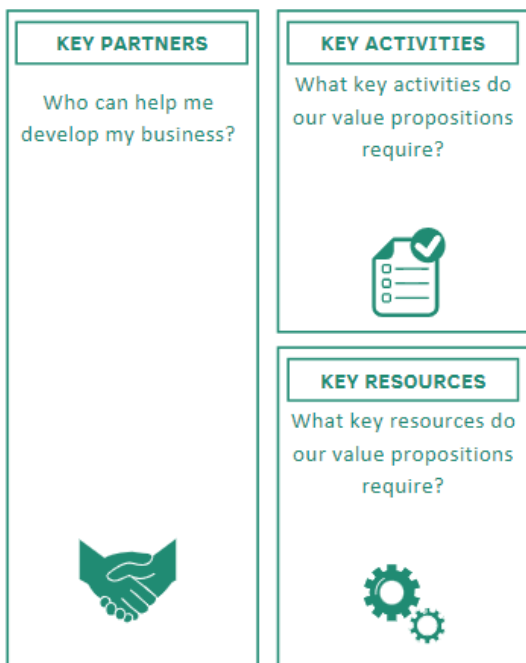 KEY PARTNERS
Who can help me
develop my business?
KEY ACTIVITIES
What key activities do
our value propositions
require?
KEY RESOURCES
What key resources do
our value propositions
require?